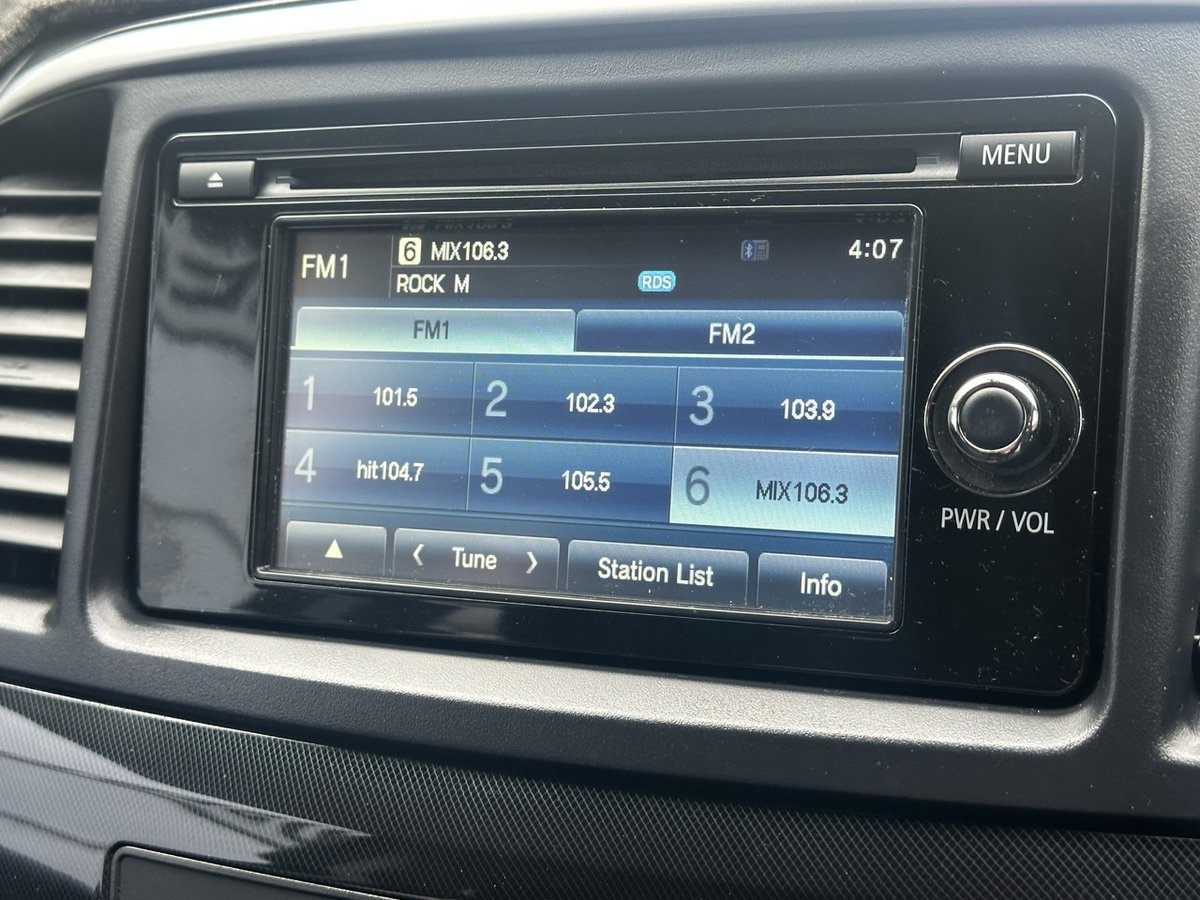 MENU
FM1
6 MIX106.3
4:07
ROCK M
RDS
FM1
FM2
1 101.5
2 102.3
3 103.9
4 hit104.7
5 105.5
6 MIX106.3
Tune
Station List
Info
PWR / VOL